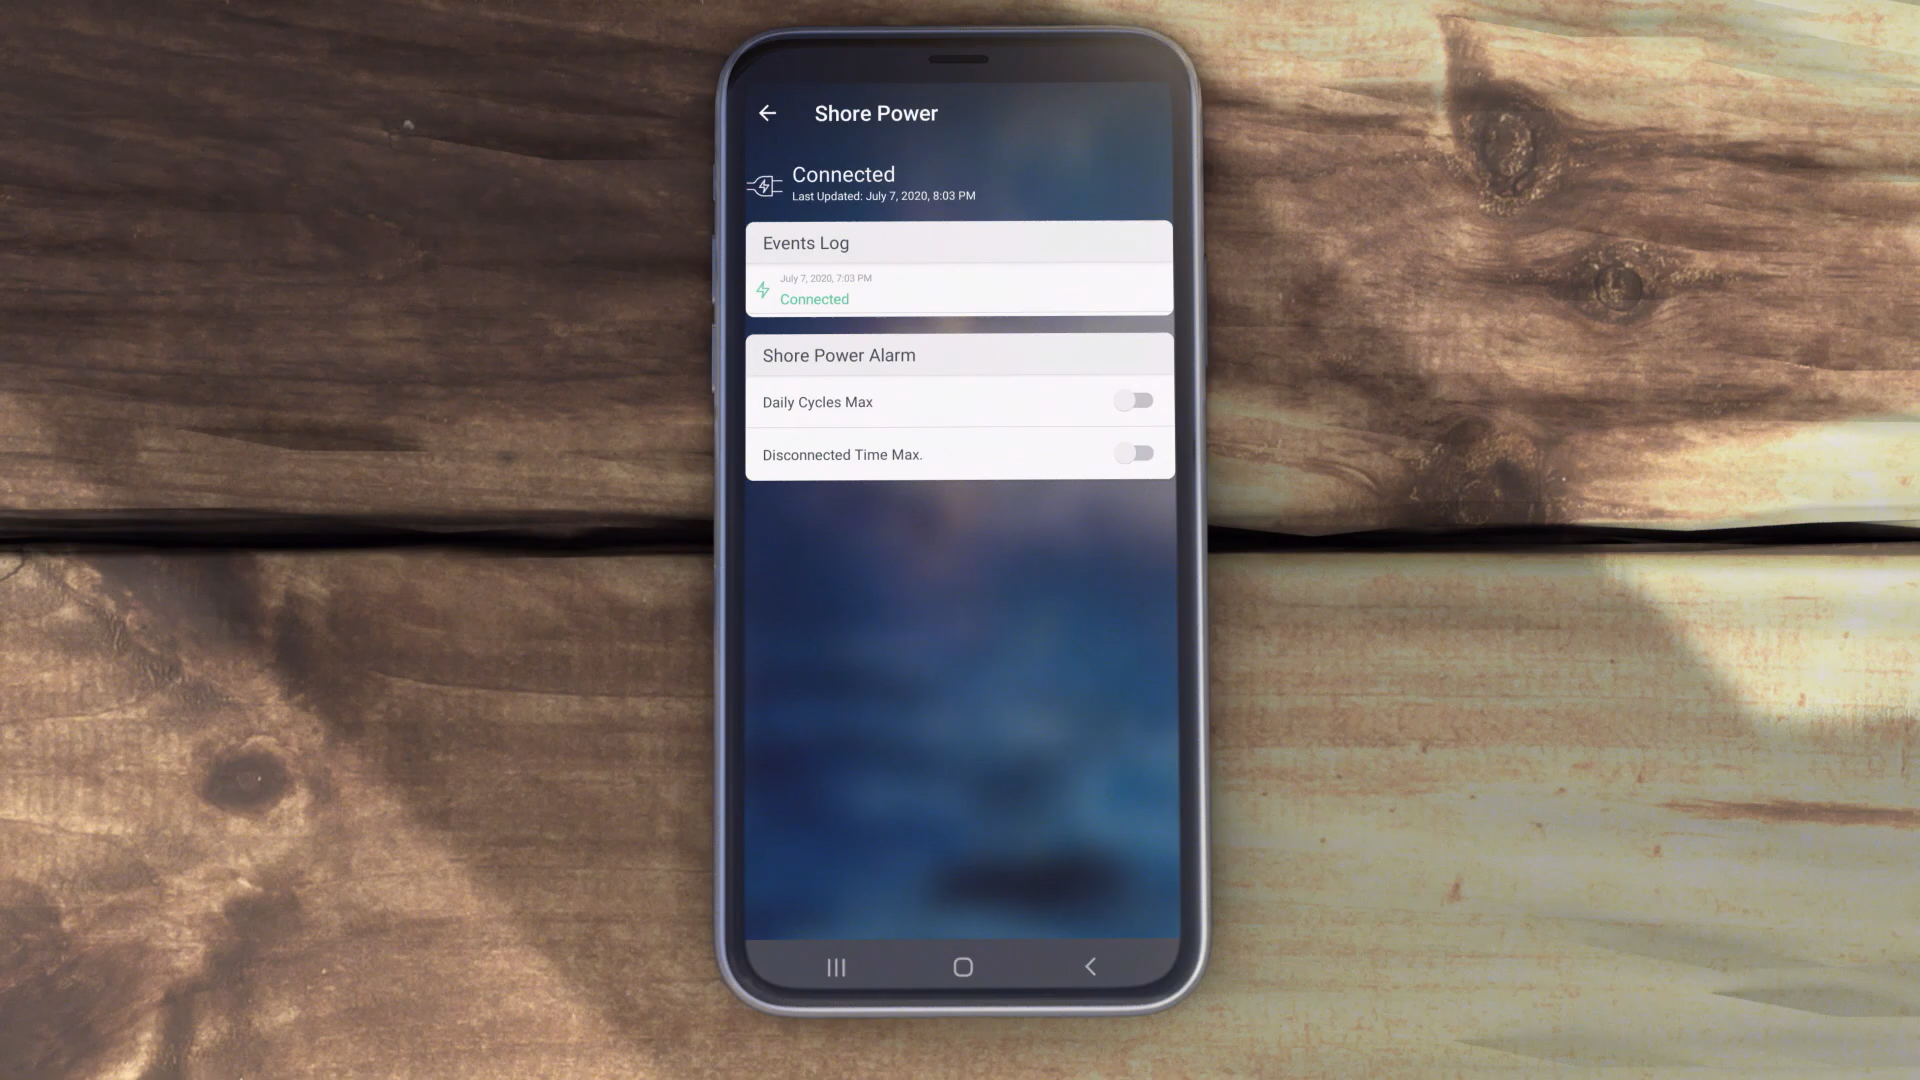 Shore Power
Connected
Last Updated: July 7, 2020, 8:03 PM
Events Log
July 7, 2020, 7:03 PM
Connected
Shore Power Alarm
Daily Cycles Max
Disconnected Time Max.